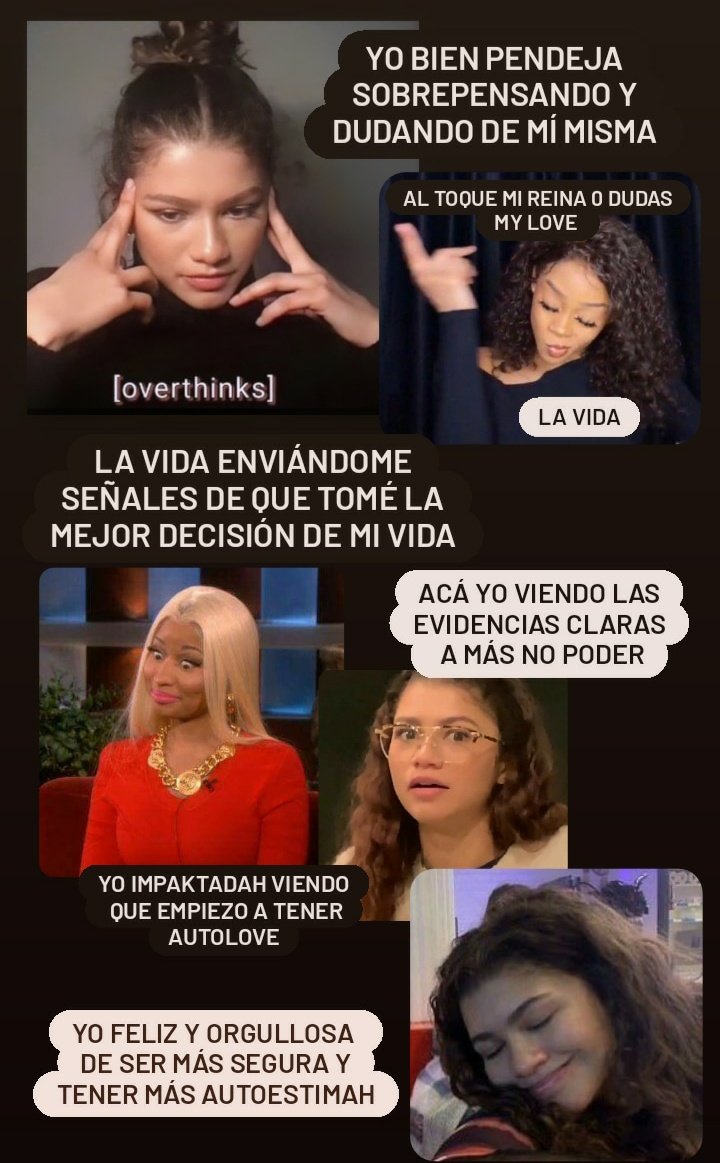 YO BIEN PENDEJA
SOBREPENSANDO Y
DUDANDO DE MÍ MISMA
AL TOQUE MI REINA O DUDAS
MY LOVE
[overthinks]
LA VIDA
LA VIDA ENVIÁNDOME
SEÑALES DE QUE TOMÉ LA
MEJOR DECISIÓN DE MI VIDA
ACÁ YO VIENDO LAS
EVIDENCIAS CLARAS
A MÁS NO PODER
YO IMPAKTADAH VIENDO
QUE EMPIEZO A TENER
AUTOLOVE
YO FELIZ Y ORGULLOSA
DE SER MÁS SEGURA Y
TENER MÁS AUTOESTIMAH